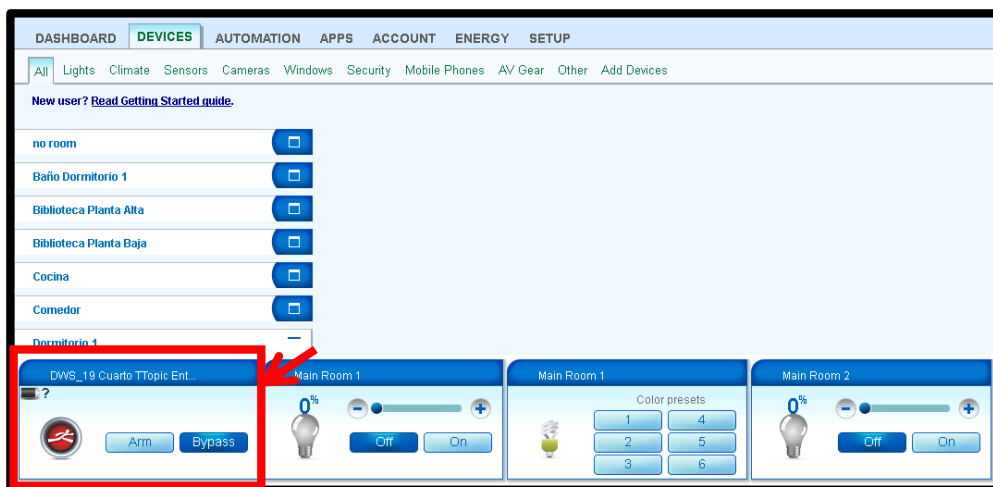 DASHBOARD DEVICES AUTOMATION APPS ACCOUNT ENERGY SETUP
All Lights Climate Sensors Cameras Windows Security Mobile Phones AV Gear Other Add Devices
New user? Read Getting Started guide.
no room
Baño Dormitorio 1
Biblioteca Planta Alta
Biblioteca Planta Baja
Cocina
Comedor
Dormitorio 1
DWS_19 Cuarto TTopic Ent... Main Room 1 Main Room 1 Main Room 2
?
0% Color presets 0%
1 4
Arm Bypass Off On 2 5 Off On
3 6